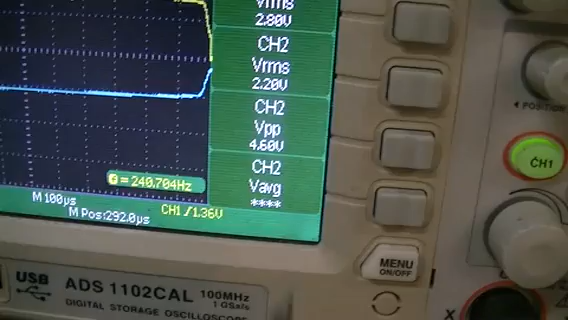 Vrms
2.80V
CH2
Vrms
2.20V
CH2
Vpp
4.60V
CH2
Vavg
****
= 240.704Hz
M 100µs
M Pos:292.0µs
CH1 / 1.36V
POSITION
CH1
MENU
ON/OFF
USB
ADS 1102CAL
100MHz
1 GSa/s
DIGITAL STORAGE OSCILLOSCOPE
X